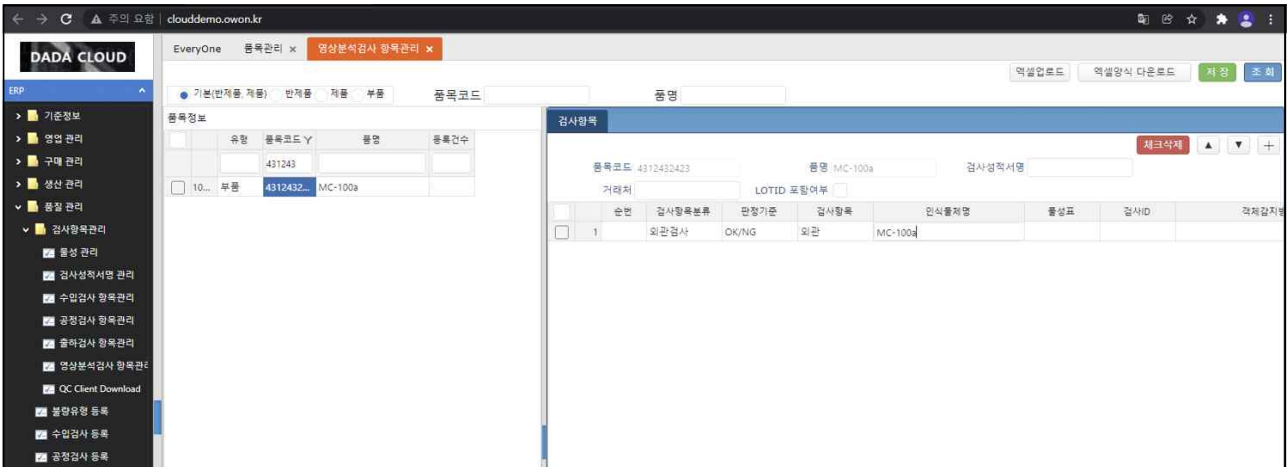 주의 요함 clouddemo.owon.kr
DADA CLOUD
EveryOne 품목관리 × 영상분석검사 항목관리 ×
엑셀업로드 엑셀양식 다운로드 저장 조회
ERP
기본(반제품, 제품) 반제품 제품 부품 품목코드 품명
기준정보
영업 관리
구매 관리
생산 관리
품질 관리
검사항목관리
물성 관리
검사성적서명 관리
수입검사 항목관리
공정검사 항목관리
출하검사 항목관리
영상분석검사 항목관리
QC Client Download
불량유형 등록
수입검사 등록
공정검사 등록
품목정보
유형 품목코드 품명 등록건수
431243
10... 부품 4312432... MC-100a
검사항목
체크삭제 ▲ ▼ +
품목코드 4312432423 품명 MC-100a 검사성적서명
거래처 LOTID 포함여부
순번 검사항목분류 판정기준 검사항목 인식물체명 물성표 검사ID 객체감지방
1 외관검사 OK/NG 외관 MC-100a